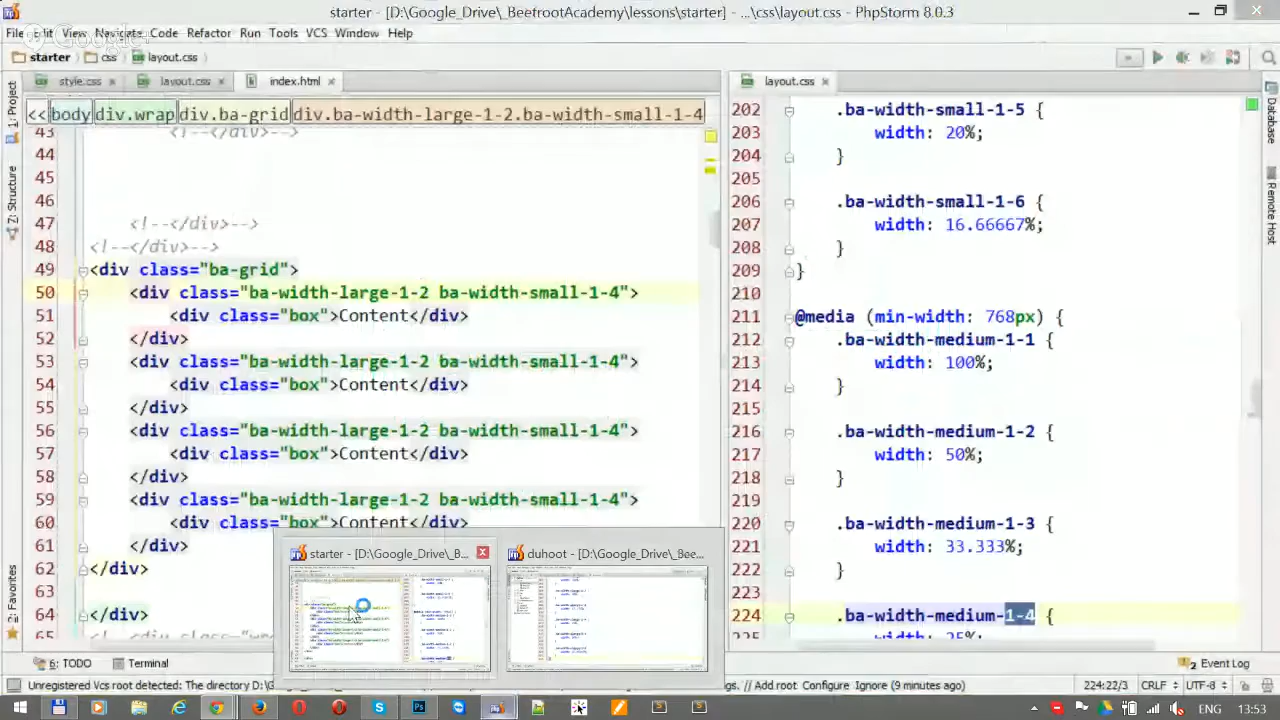 starter - [D:\Google_Drive\_BeefrootAcademy\lessons\starter] - ...\css\layout.css - PhpStorm 8.0.3
File Edit View Navigate Code Refactor Run Tools VCS Window Help
Google+
starter css layout.css
style.css layout.css index.html
<< body div.wrap div.ba-grid div.ba-width-large-1-2.ba-width-small-1-4
43 <!--</div>-->
44
45
46
47 <!--</div>-->
48 <!--</div>-->
49 <div class="ba-grid">
50 <div class="ba-width-large-1-2 ba-width-small-1-4">
51 <div class="box">Content</div>
52 </div>
53 <div class="ba-width-large-1-2 ba-width-small-1-4">
54 <div class="box">Content</div>
55 </div>
56 <div class="ba-width-large-1-2 ba-width-small-1-4">
57 <div class="box">Content</div>
58 </div>
59 <div class="ba-width-large-1-2 ba-width-small-1-4">
60 <div class="box">Content</div>
61 </div>
62 </div>
63
64 </div>
65
layout.css
202 .ba-width-small-1-5 {
203 width: 20%;
204 }
205
206 .ba-width-small-1-6 {
207 width: 16.66667%;
208 }
209 }
210
211 @media (min-width: 768px) {
212 .ba-width-medium-1-1 {
213 width: 100%;
214 }
215
216 .ba-width-medium-1-2 {
217 width: 50%;
218 }
219
220 .ba-width-medium-1-3 {
221 width: 33.333%;
222 }
223
224 .ba-width-medium-1-4 {
width: 25%;
1: Project
7: Structure
2: Favorites
Database
Remote Host
starter - [D:\Google_Drive\_B...
duhoot - [D:\Google_Drive\_Bee...
6: TODO Terminal
Event Log
Unregistered Vcs root detected: The directory D:\G
gs. // Add root Configure Ignore (9 minutes ago)
224:22/3 CRLF UTF-8
ENG 13:53